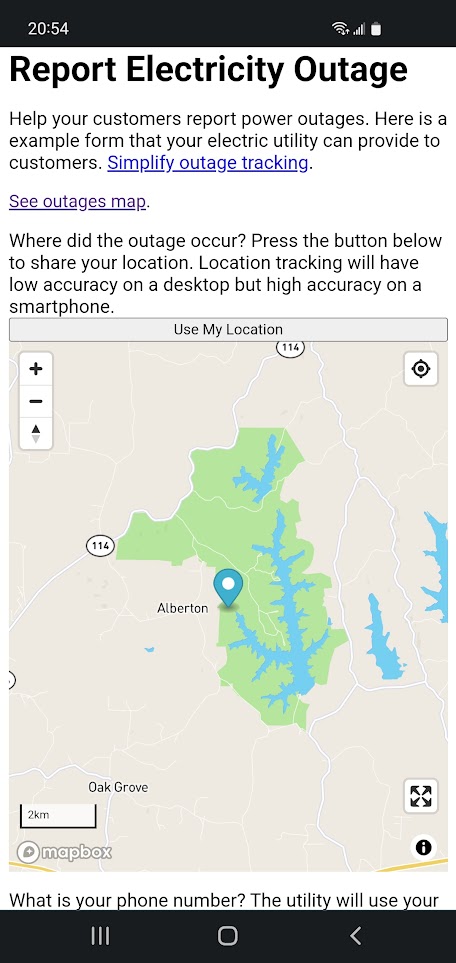 20:54
Report Electricity Outage
Help your customers report power outages. Here is a
example form that your electric utility can provide to
customers. Simplify outage tracking.
See outages map.
Where did the outage occur? Press the button below
to share your location. Location tracking will have
low accuracy on a desktop but high accuracy on a
smartphone.
Use My Location
114
114
Alberton
Oak Grove
2km
mapbox
What is your phone number? The utility will use your